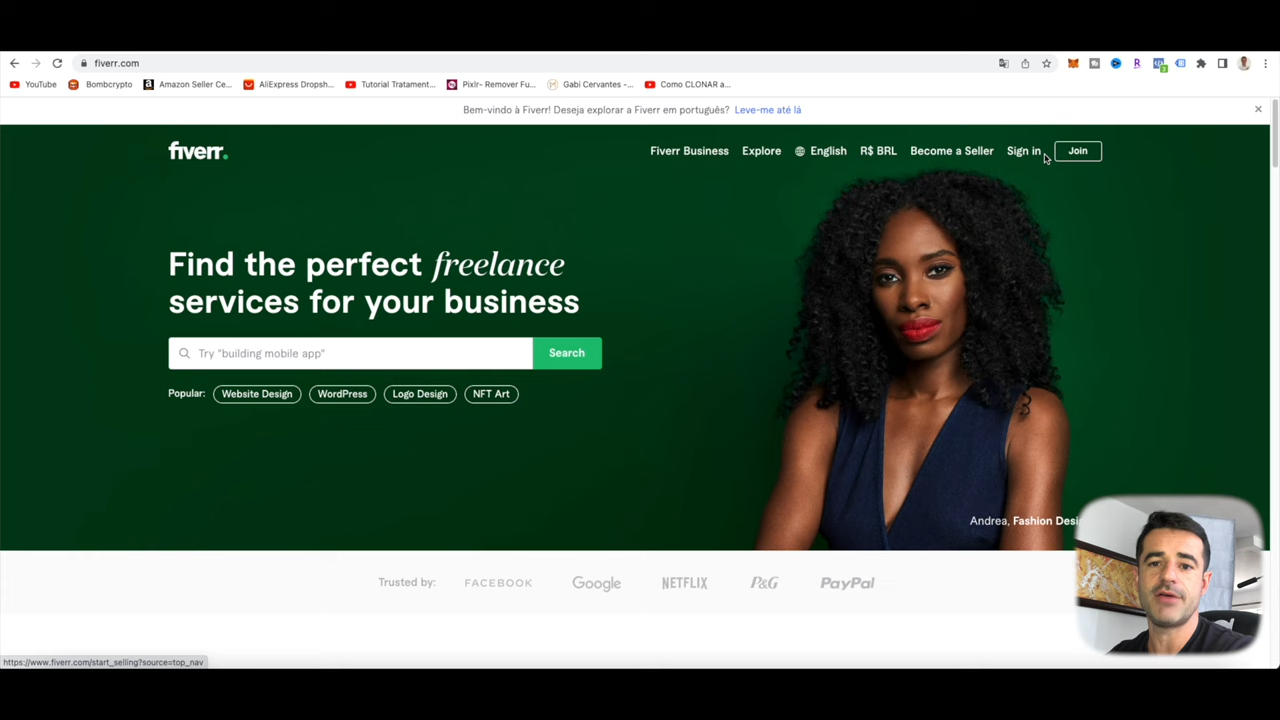 fiverr.com
YouTube Bombcrypto Amazon Seller Ce... AliExpress Dropsh... Tutorial Tratament... Pixlr- Remover Fu... Gabi Cervantes -... Como CLONAR a...
Bem-vindo à Fiverr! Deseja explorar a Fiverr em português? Leve-me até lá
fiverr. Fiverr Business Explore English R$ BRL Become a Seller Sign in Join
Find the perfect freelance
services for your business
Try "building mobile app" Search
Popular: Website Design WordPress Logo Design NFT Art
Andrea, Fashion Desi
Trusted by: FACEBOOK Google NETFLIX P&G PayPal
https://www.fiverr.com/start_selling?source=top_nav